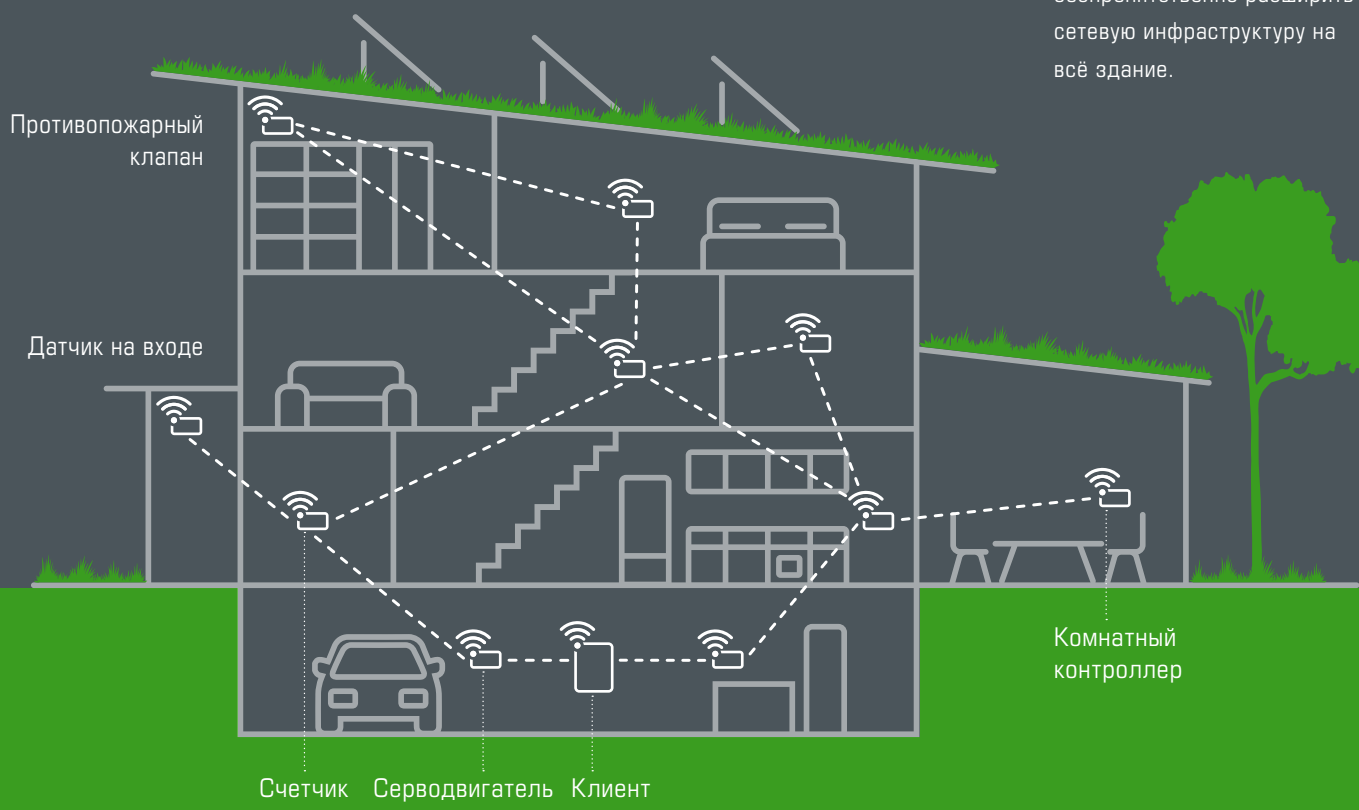 сетевую инфраструктуру на
всё здание.
Противопожарный
клапан
Датчик на входе
Комнатный
контроллер
Счетчик
Серводвигатель
Клиент